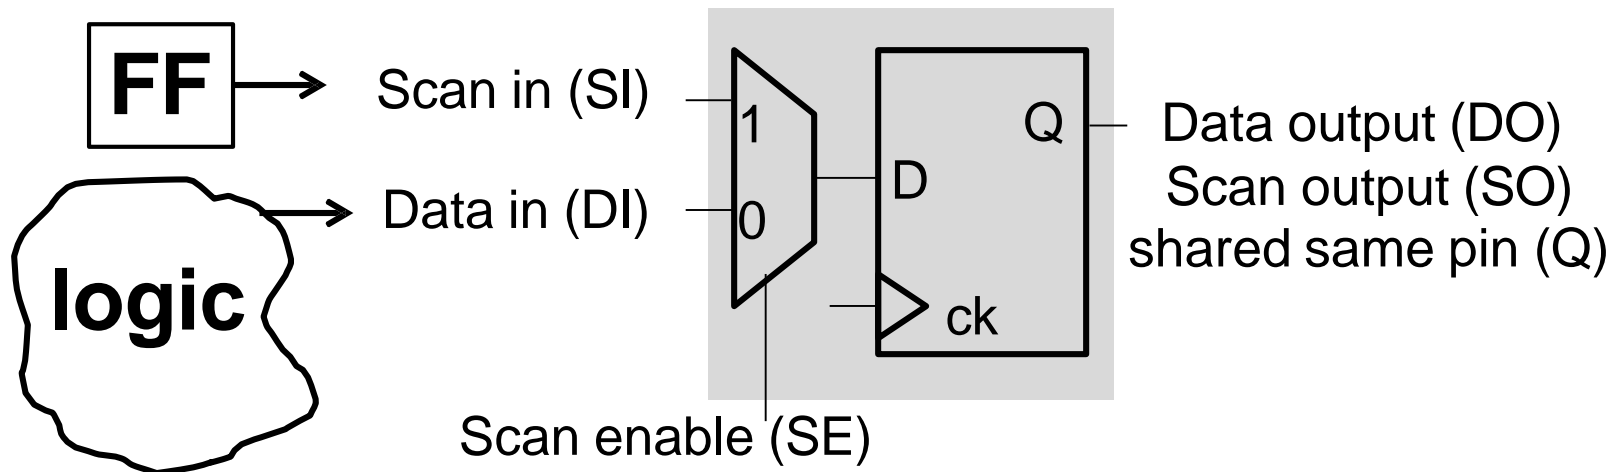 FF
Scan in (SI)
1
Q
Data output (DO)
Data in (DI)
0
D
Scan output (SO)
shared same pin (Q)
logic
ck
Scan enable (SE)